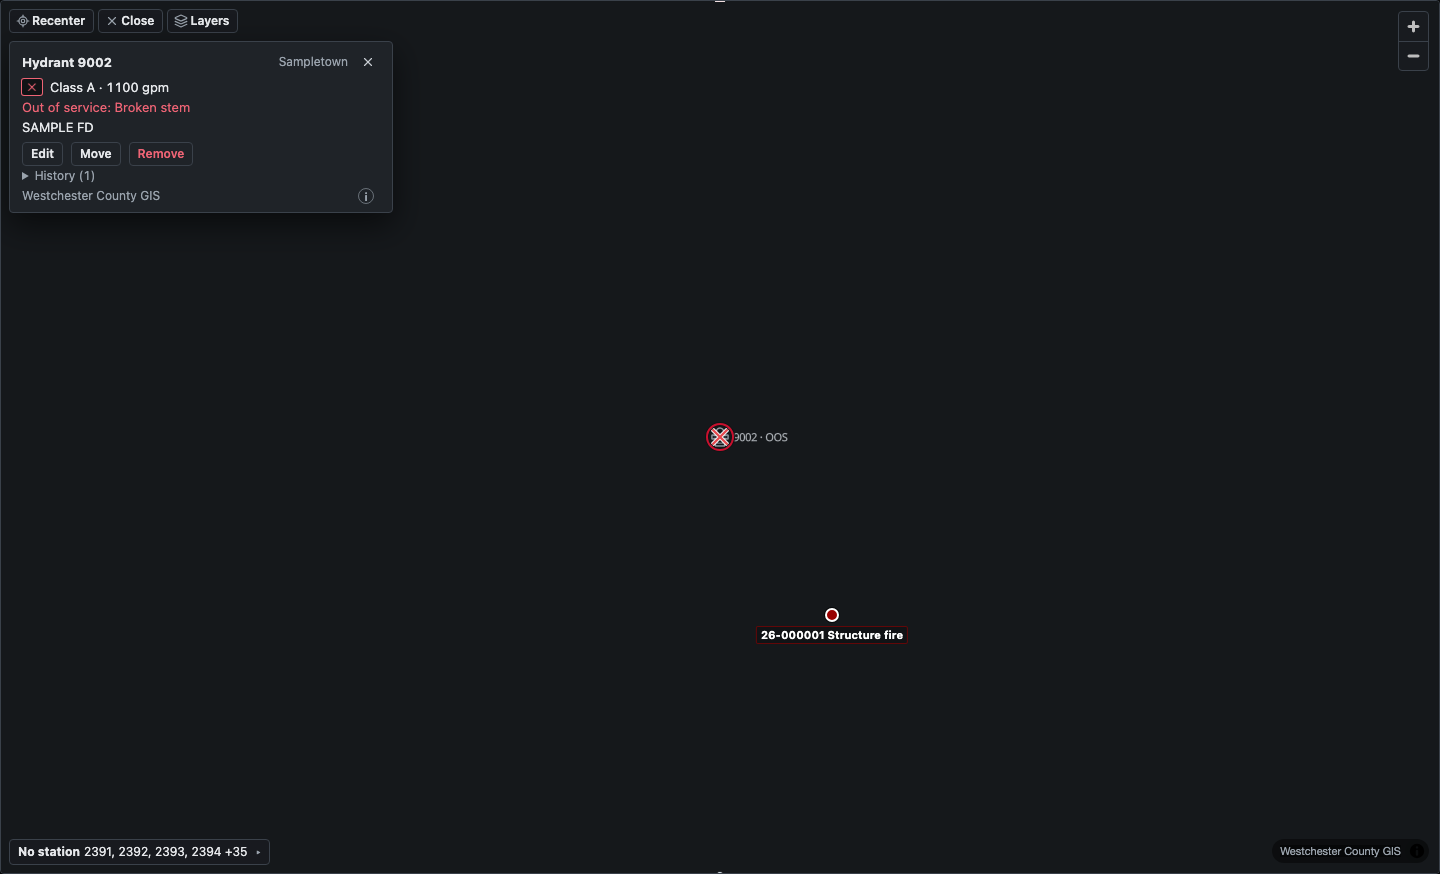 Recenter Close Layers
Hydrant 9002 Sampletown
Class A · 1100 gpm
Out of service: Broken stem
SAMPLE FD
Edit Move Remove
History (1)
Westchester County GIS
9002 · OOS
26-000001 Structure fire
No station 2391, 2392, 2393, 2394 +35
Westchester County GIS